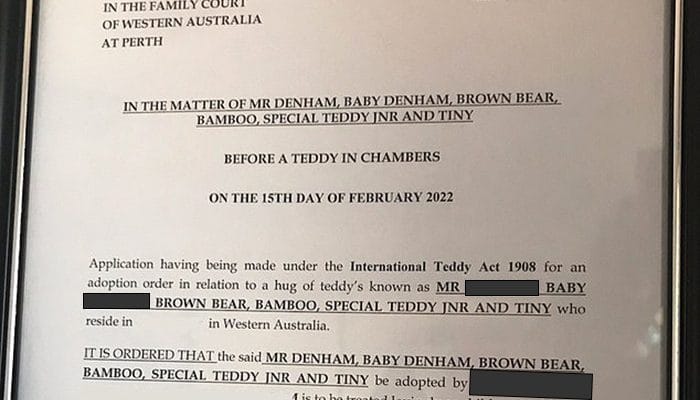 IN THE FAMILY COURT
OF WESTERN AUSTRALIA
AT PERTH
IN THE MATTER OF MR DENHAM, BABY DENHAM, BROWN BEAR,
BAMBOO, SPECIAL TEDDY JNR AND TINY
BEFORE A TEDDY IN CHAMBERS
ON THE 15TH DAY OF FEBRUARY 2022
Application having being made under the International Teddy Act 1908 for an
adoption order in relation to a hug of teddy's known as MR BABY
BROWN BEAR, BAMBOO, SPECIAL TEDDY JNR AND TINY who
reside in in Western Australia.
IT IS ORDERED THAT the said MR DENHAM, BABY DENHAM, BROWN BEAR,
BAMBOO, SPECIAL TEDDY JNR AND TINY be adopted by
is to be treated